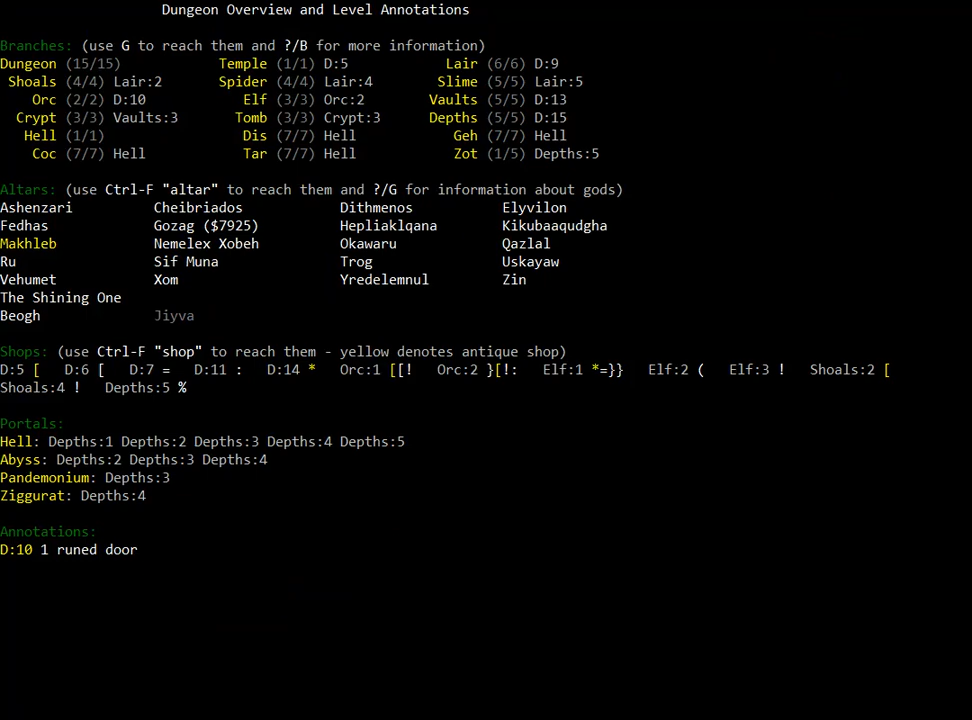 Dungeon Overview and Level Annotations
Branches: (use G to reach them and ?/B for more information)
Dungeon (15/15) Temple (1/1) D:5 Lair (6/6) D:9
Shoals (4/4) Lair:2 Spider (4/4) Lair:4 Slime (5/5) Lair:5
Orc (2/2) D:10 Elf (3/3) Orc:2 Vaults (5/5) D:13
Crypt (3/3) Vaults:3 Tomb (3/3) Crypt:3 Depths (5/5) D:15
Hell (1/1) Dis (7/7) Hell Geh (7/7) Hell
Coc (7/7) Hell Tar (7/7) Hell Zot (1/5) Depths:5
Altars: (use Ctrl-F "altar" to reach them and ?/G for information about gods)
Ashenzari Cheibriados Dithmenos Elyvilon
Fedhas Gozag ($7925) Hepliaklqana Kikubaaqudgha
Makhleb Nemelex Xobeh Okawaru Qazlal
Ru Sif Muna Trog Uskayaw
Vehumet Xom Yredelemnul Zin
The Shining One
Beogh Jiyva
Shops: (use Ctrl-F "shop" to reach them - yellow denotes antique shop)
D:5 [ D:6 [ D:7 = D:11 : D:14 * Orc:1 [[! Orc:2 }[!: Elf:1 *=}} Elf:2 ( Elf:3 ! Shoals:2 [
Shoals:4 ! Depths:5 %
Portals:
Hell: Depths:1 Depths:2 Depths:3 Depths:4 Depths:5
Abyss: Depths:2 Depths:3 Depths:4
Pandemonium: Depths:3
Ziggurat: Depths:4
Annotations:
D:10 1 runed door